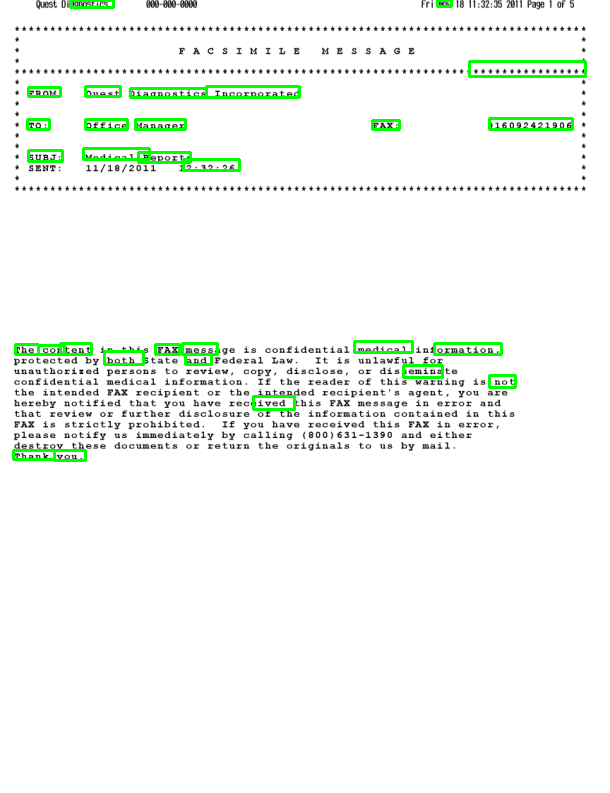 Quest Diagnostics 000-000-0000 Fri Nov 18 11:32:35 2011 Page 1 of 5
FACSIMILE MESSAGE
FROM: Quest Diagnostics Incorporated
TO: Office Manager FAX: 916092421906
SUBJ: Medical Report:
SENT: 11/18/2011 12:32:26
The content in this FAX message is confidential medical information,
protected by both State and Federal Law. It is unlawful for
unauthorized persons to review, copy, disclose, or disseminate
confidential medical information. If the reader of this warning is not
the intended FAX recipient or the intended recipient's agent, you are
hereby notified that you have received this FAX message in error and
that review or further disclosure of the information contained in this
FAX is strictly prohibited. If you have received this FAX in error,
please notify us immediately by calling (800)631-1390 and either
destroy these documents or return the originals to us by mail.
Thank you.